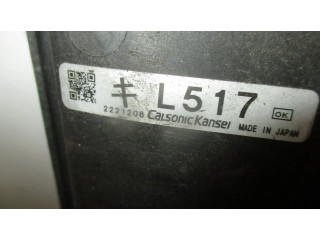 キ L517 OK
2221208 CalsonicKansei MADE IN JAPAN